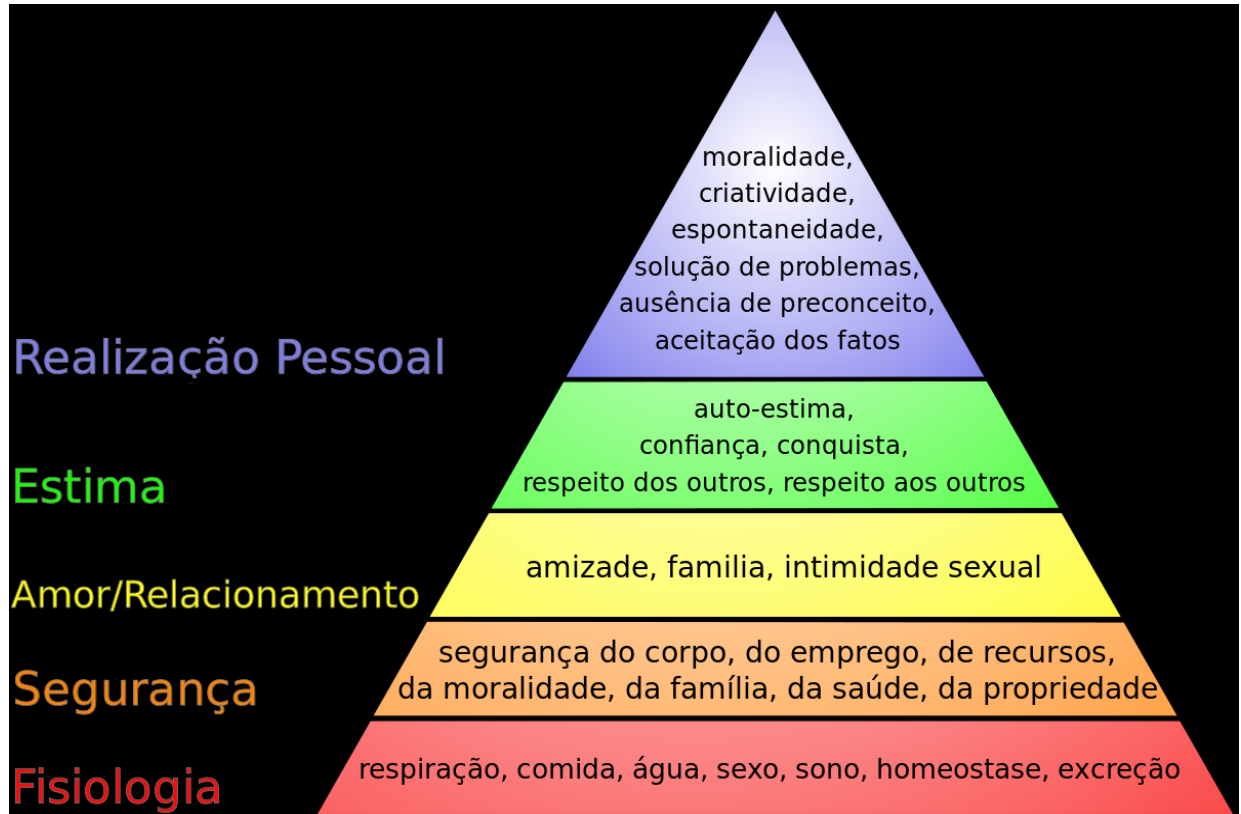 moralidade,
criatividade,
espontaneidade,
solução de problemas,
ausência de preconceito,
aceitação dos fatos
Realização Pessoal
auto-estima,
confiança, conquista,
respeito dos outros, respeito aos outros
Estima
amizade, familia, intimidade sexual
Amor/Relacionamento
segurança do corpo, do emprego, de recursos,
da moralidade, da família, da saúde, da propriedade
Segurança
respiração, comida, água, sexo, sono, homeostase, excreção
Fisiologia